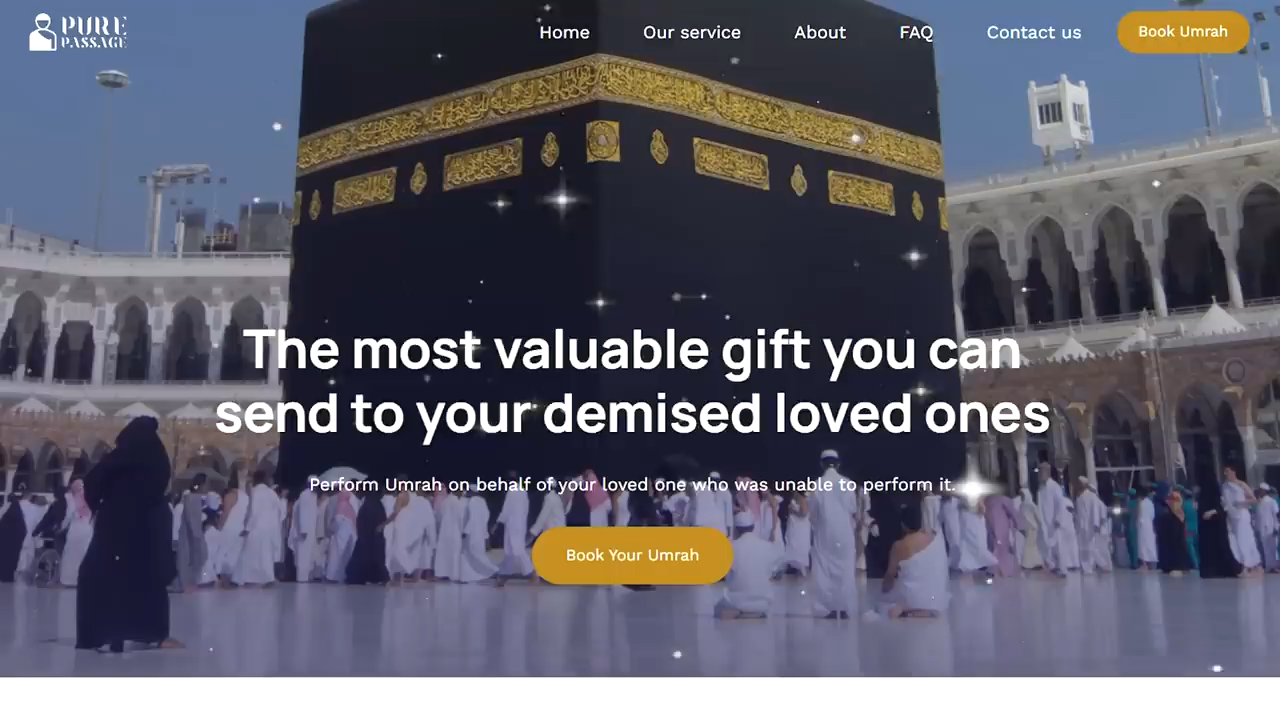 PURE
PASSAGE
Home
Our service
About
FAQ
Contact us
Book Umrah
The most valuable gift you can
send to your demised loved ones
Perform Umrah on behalf of your loved one who was unable to perform it.
Book Your Umrah